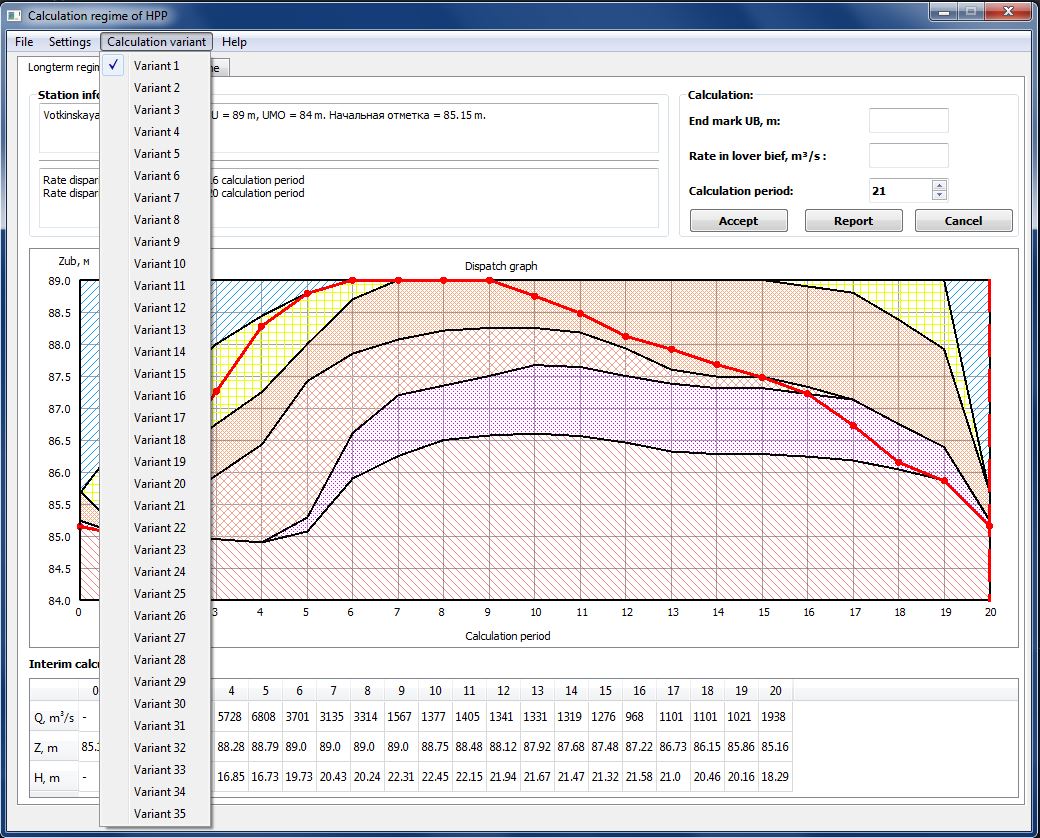 Calculation regime of HPP
File Settings Calculation variant Help
Longterm regim
Station info
Votkinskaya U = 89 m, UMO = 84 m. Начальная отметка = 85.15 m.
Rate dispar 16 calculation period
Rate dispar 20 calculation period
Calculation:
End mark UB, m:
Rate in lover bief, m³/s :
Calculation period: 21
Accept Report Cancel
Variant 1
Variant 2
Variant 3
Variant 4
Variant 5
Variant 6
Variant 7
Variant 8
Variant 9
Variant 10
Variant 11
Variant 12
Variant 13
Variant 14
Variant 15
Variant 16
Variant 17
Variant 18
Variant 19
Variant 20
Variant 21
Variant 22
Variant 23
Variant 24
Variant 25
Variant 26
Variant 27
Variant 28
Variant 29
Variant 30
Variant 31
Variant 32
Variant 33
Variant 34
Variant 35
Zub, м
Dispatch graph
89.0
88.5
88.0
87.5
87.0
86.5
86.0
85.5
85.0
84.5
84.0
0 3 4 5 6 7 8 9 10 11 12 13 14 15 16 17 18 19 20
Calculation period
Interim calcu
0 4 5 6 7 8 9 10 11 12 13 14 15 16 17 18 19 20
Q, m³/s - 5728 6808 3701 3135 3314 1567 1377 1405 1341 1331 1319 1276 968 1101 1101 1021 1938
Z, m 85.1 88.28 88.79 89.0 89.0 89.0 89.0 88.75 88.48 88.12 87.92 87.68 87.48 87.22 86.73 86.15 85.86 85.16
H, m - 16.85 16.73 19.73 20.43 20.24 22.31 22.45 22.15 21.94 21.67 21.47 21.32 21.58 21.0 20.46 20.16 18.29